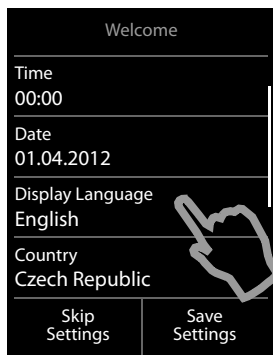 Welcome
Time
00:00
Date
01.04.2012
Display Language
English
Country
Czech Republic
Skip
Settings
Save
Settings